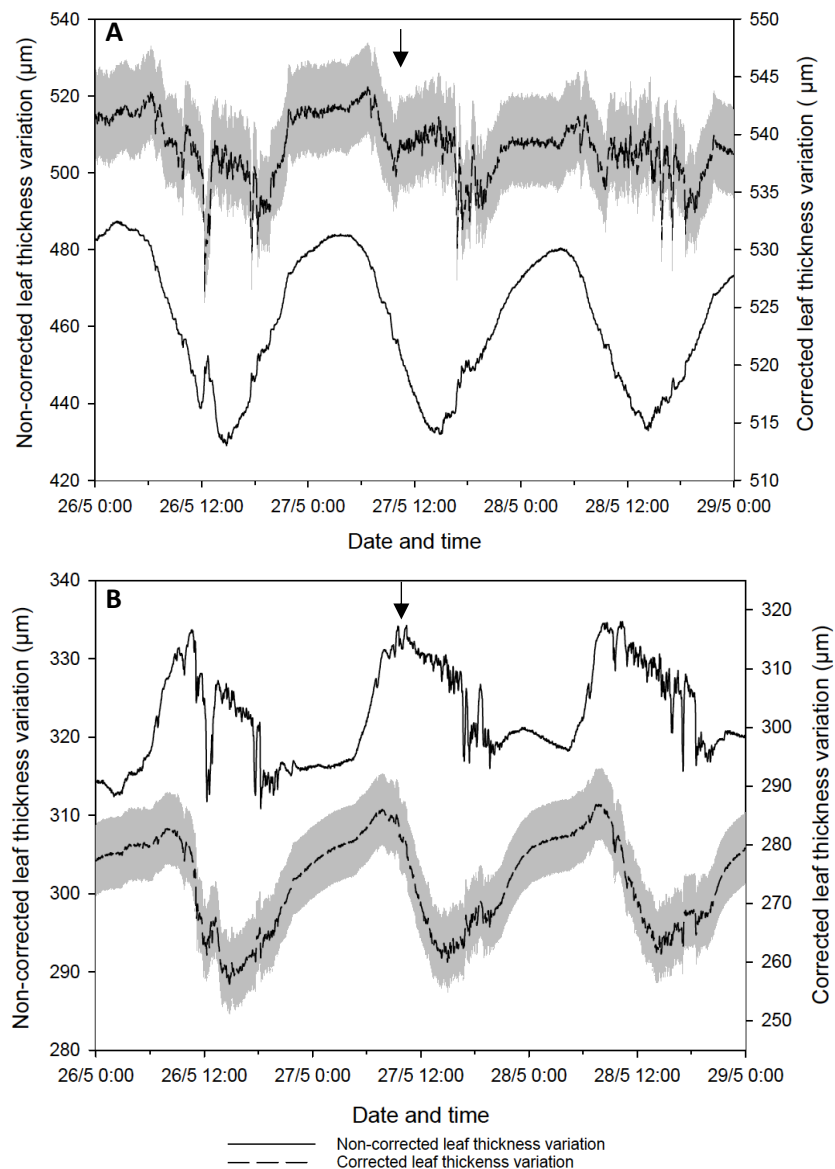 A
Non-corrected leaf thickness variation (µm)
540
520
500
480
460
440
420
550
545
540
535
530
525
520
515
510
Corrected leaf thickness variation ( µm)
26/5 0:00 26/5 12:00 27/5 0:00 27/5 12:00 28/5 0:00 28/5 12:00 29/5 0:00
Date and time
B
Non-corrected leaf thickness variation (µm)
340
330
320
310
300
290
280
320
310
300
290
280
270
260
250
Corrected leaf thickness variation (µm)
26/5 0:00 26/5 12:00 27/5 0:00 27/5 12:00 28/5 0:00 28/5 12:00 29/5 0:00
Date and time
Non-corrected leaf thickness variation
Corrected leaf thickenss variation